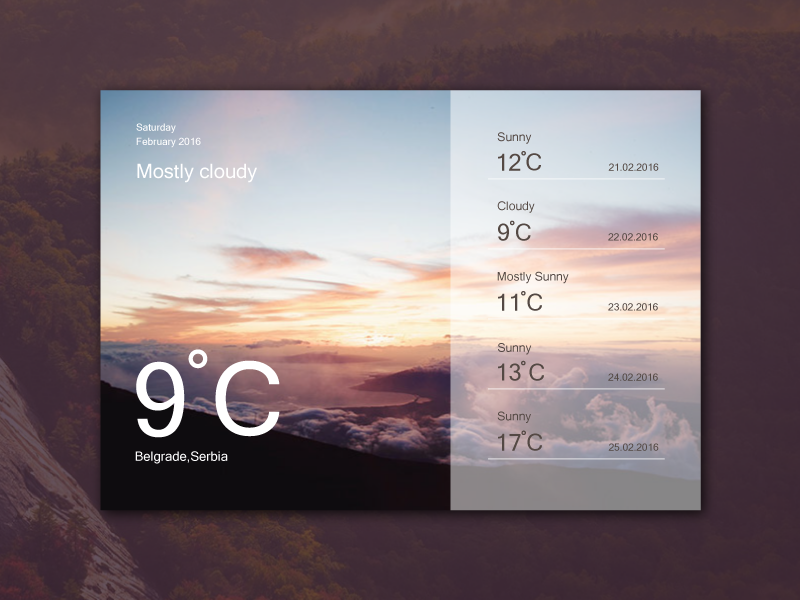 Saturday
February 2016
Mostly cloudy
9°C
Belgrade,Serbia
Sunny
12°C 21.02.2016
Cloudy
9°C 22.02.2016
Mostly Sunny
11°C 23.02.2016
Sunny
13°C 24.02.2016
Sunny
17°C 25.02.2016